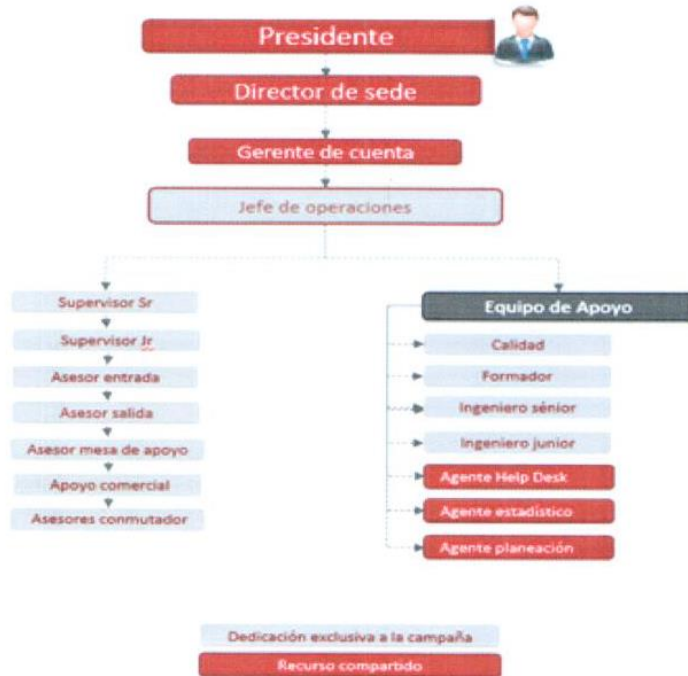 Presidente
Director de sede
Gerente de cuenta
Jefe de operaciones
Supervisor Sr
Supervisor Jr
Asesor entrada
Asesor salida
Asesor mesa de apoyo
Apoyo comercial
Asesores conmutador
Equipo de Apoyo
Calidad
Formador
Ingeniero sénior
Ingeniero junior
Agente Help Desk
Agente estadístico
Agente planeación
Dedicación exclusiva a la campaña
Recurso compartido